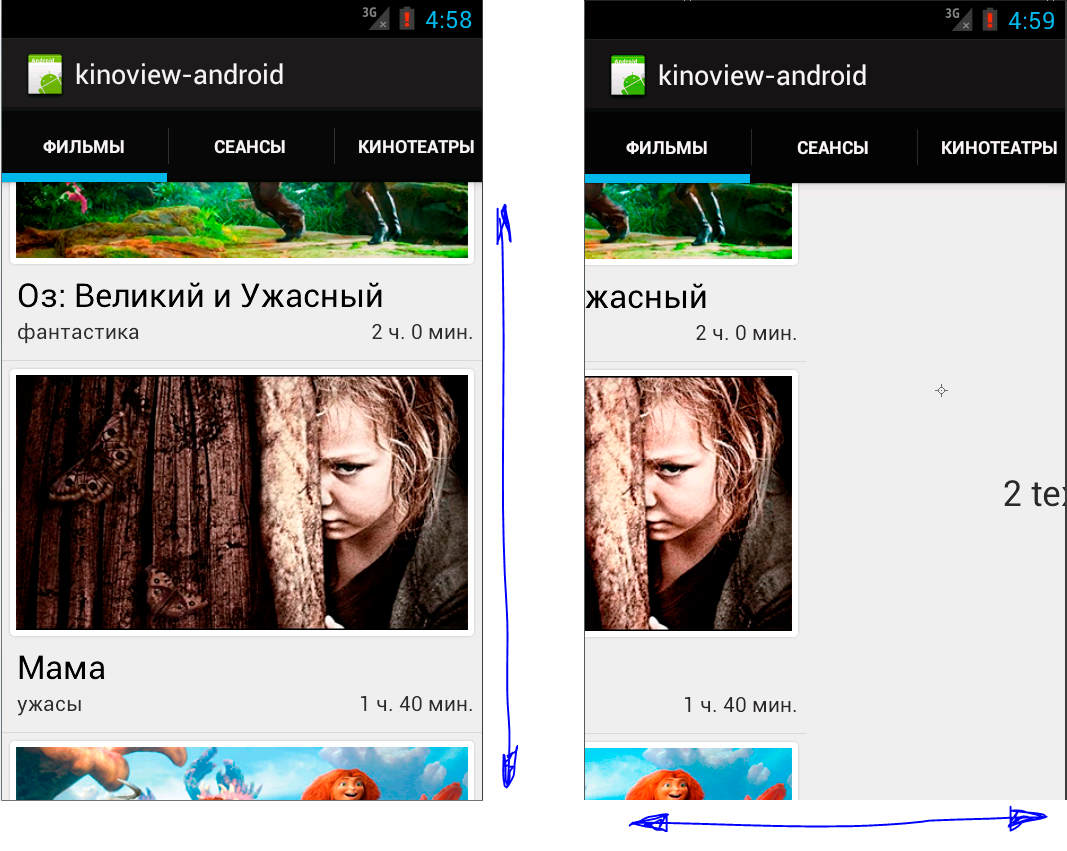 3G 4:58
kinoview-android
Android
ФИЛЬМЫ СЕАНСЫ КИНОТЕАТРЫ
Оз: Великий и Ужасный
фантастика 2 ч. 0 мин.
Мама
ужасы 1 ч. 40 мин.
3G 4:59
kinoview-android
Android
ФИЛЬМЫ СЕАНСЫ КИНОТЕАТРЫ
жасный
2 ч. 0 мин.
2 te
1 ч. 40 мин.